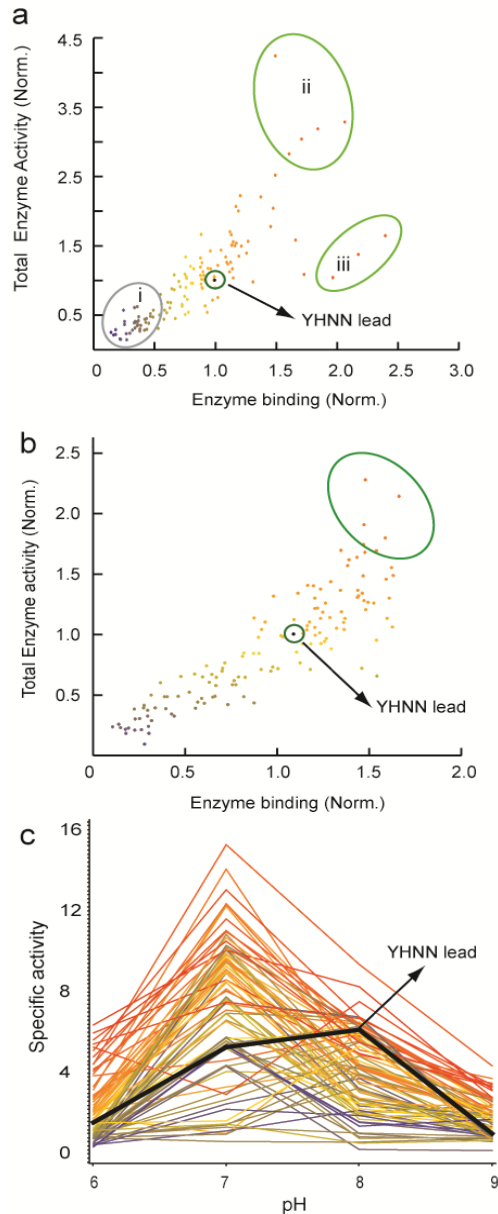 a
Total Enzyme Activity (Norm.)
4.5
3.5
2.5
1.5
0.5
ii
iii
i
YHNN lead
0 0.5 1.0 1.5 2.0 2.5 3.0
Enzyme binding (Norm.)
b
Total Enzyme activity (Norm.)
2.5
2.0
1.5
1.0
0.5
YHNN lead
0 0.5 1.0 1.5 2.0
Enzyme binding (Norm.)
c
Specific activity
16
12
8
4
0
YHNN lead
6 7 8 9
pH